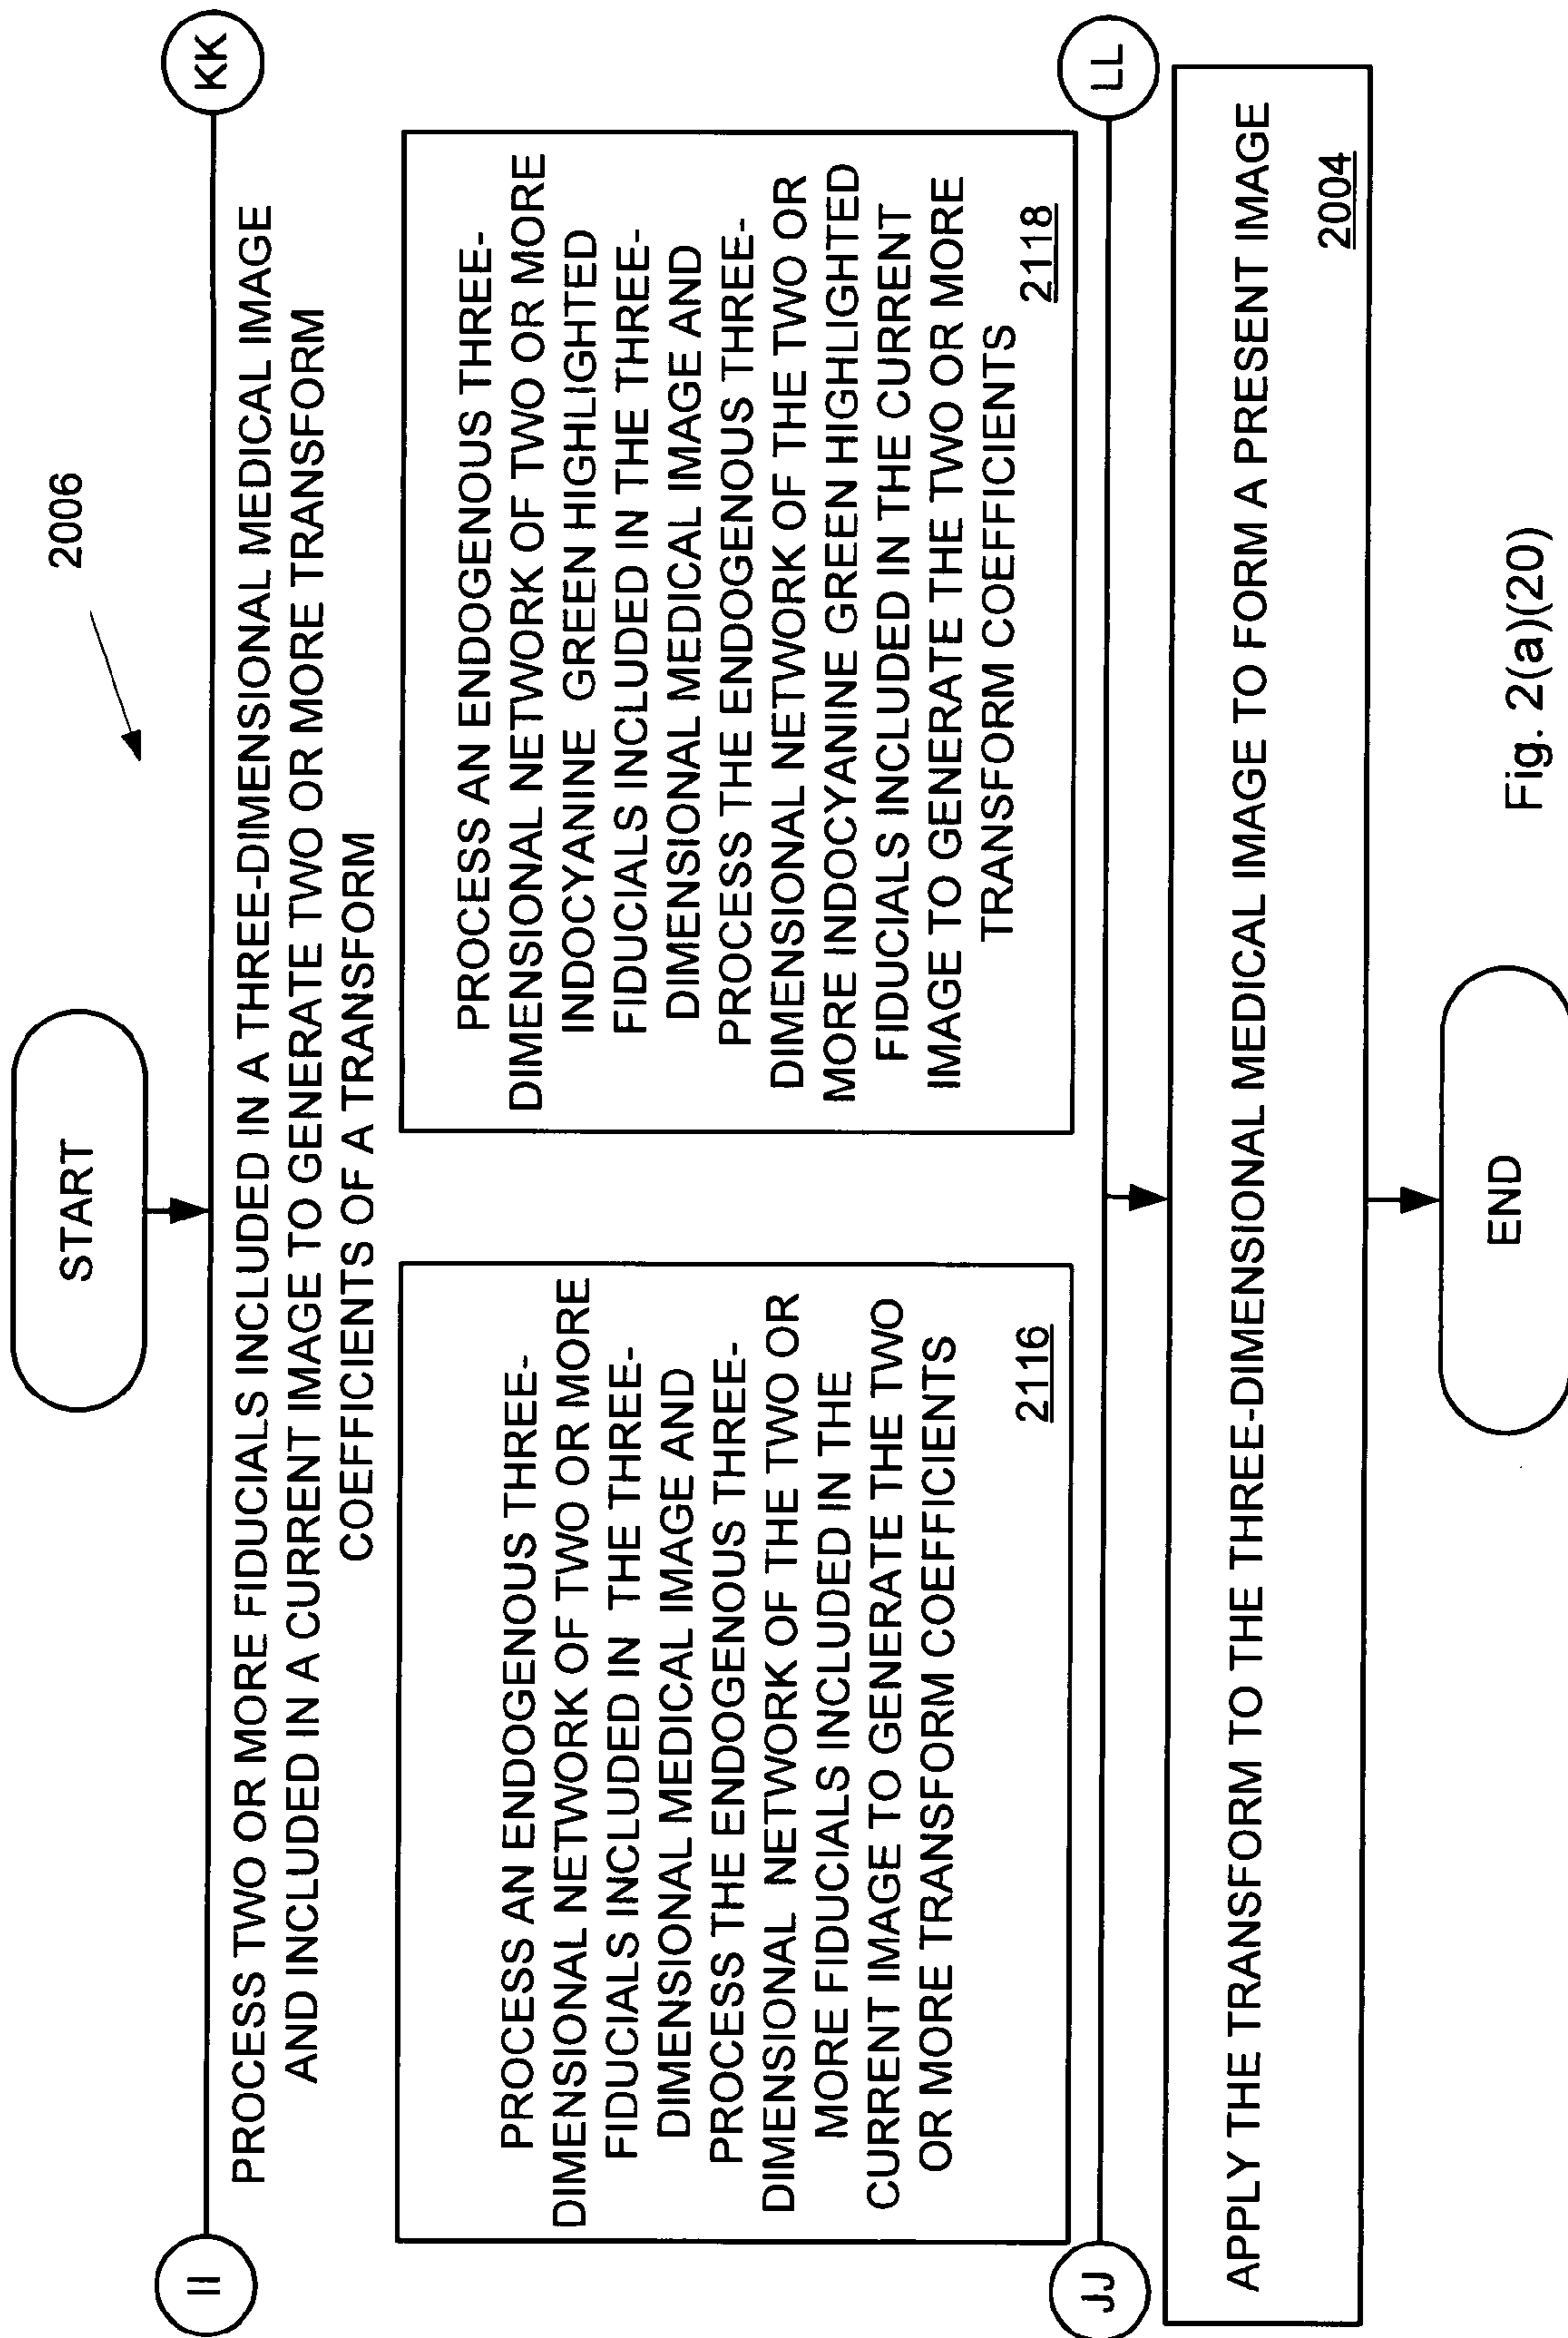 2006
START
II
KK
PROCESS TWO OR MORE FIDUCIALS INCLUDED IN A THREE-DIMENSIONAL MEDICAL IMAGE
AND INCLUDED IN A CURRENT IMAGE TO GENERATE TWO OR MORE TRANSFORM
COEFFICIENTS OF A TRANSFORM
PROCESS AN ENDOGENOUS THREE-
DIMENSIONAL NETWORK OF TWO OR MORE
FIDUCIALS INCLUDED IN THE THREE-
DIMENSIONAL MEDICAL IMAGE AND
PROCESS THE ENDOGENOUS THREE-
DIMENSIONAL NETWORK OF THE TWO OR
MORE FIDUCIALS INCLUDED IN THE
CURRENT IMAGE TO GENERATE THE TWO
OR MORE TRANSFORM COEFFICIENTS
2116
PROCESS AN ENDOGENOUS THREE-
DIMENSIONAL NETWORK OF TWO OR MORE
INDOCYANINE GREEN HIGHLIGHTED
FIDUCIALS INCLUDED IN THE THREE-
DIMENSIONAL MEDICAL IMAGE AND
PROCESS THE ENDOGENOUS THREE-
DIMENSIONAL NETWORK OF THE TWO OR
MORE INDOCYANINE GREEN HIGHLIGHTED
FIDUCIALS INCLUDED IN THE CURRENT
IMAGE TO GENERATE THE TWO OR MORE
TRANSFORM COEFFICIENTS
2118
JJ
LL
APPLY THE TRANSFORM TO THE THREE-DIMENSIONAL MEDICAL IMAGE TO FORM A PRESENT IMAGE
2004
END
Fig. 2(a)(20)